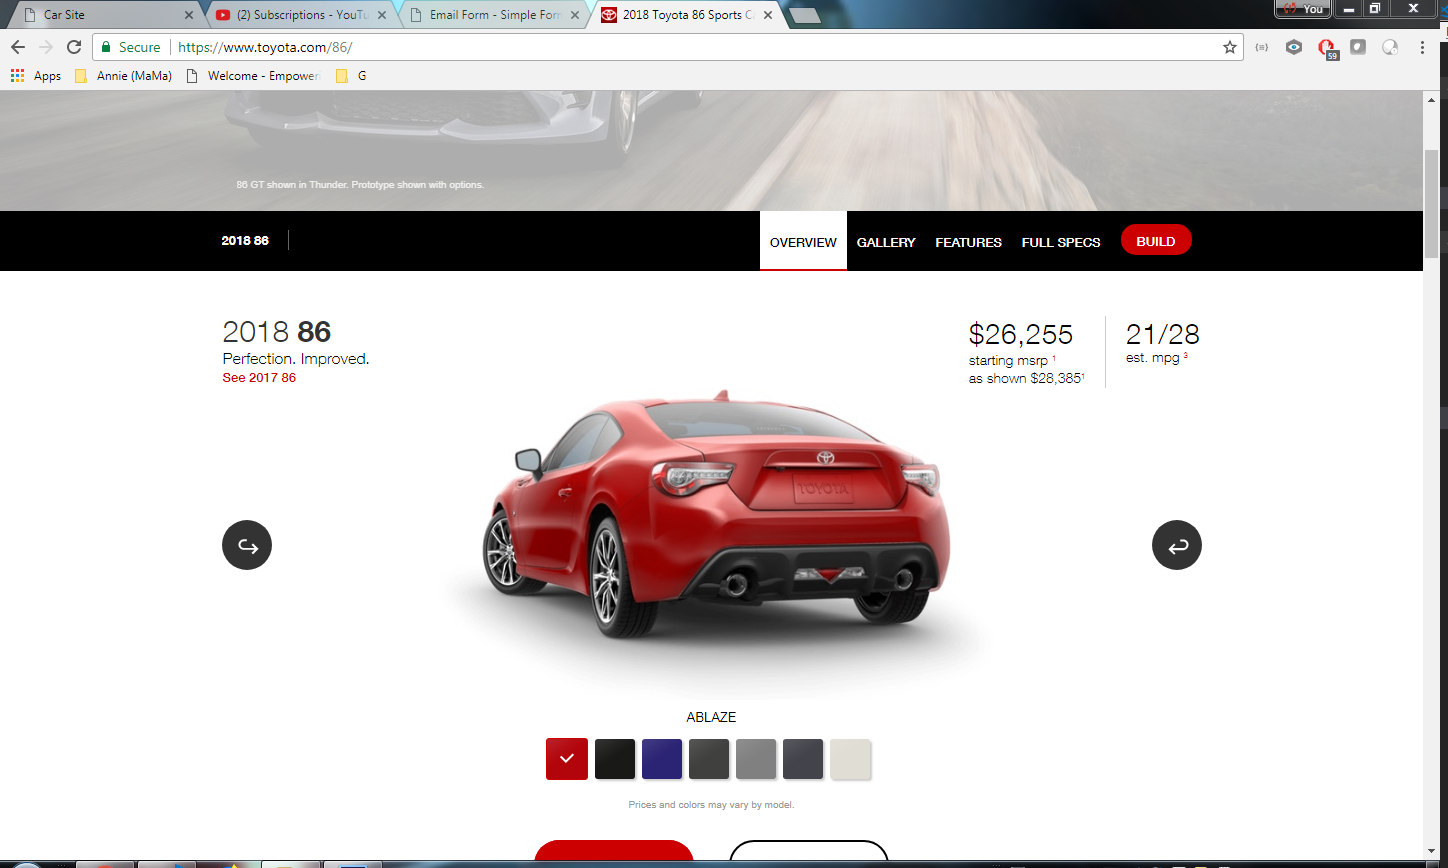 Car Site
(2) Subscriptions - YouTu
Email Form - Simple Form
2018 Toyota 86 Sports C
You
Secure
https://www.toyota.com/86/
59
Apps
Annie (MaMa)
Welcome - Empower
G
86 GT shown in Thunder. Prototype shown with options.
2018 86
OVERVIEW
GALLERY
FEATURES
FULL SPECS
BUILD
2018 86
Perfection. Improved.
See 2017 86
$26,255
starting msrp 1
as shown $28,385¹
21/28
est. mpg 3
TOYOTA
ABLAZE
Prices and colors may vary by model.